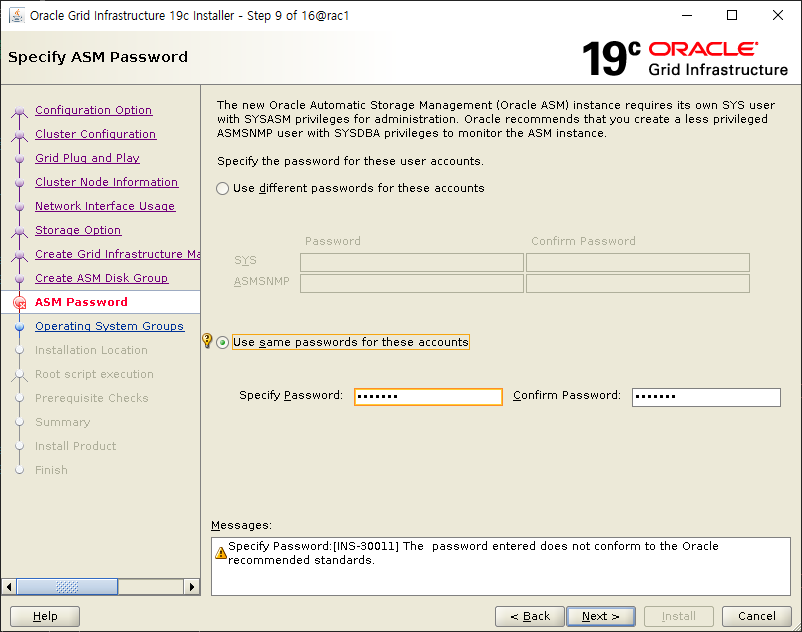 Oracle Grid Infrastructure 19c Installer - Step 9 of 16@rac1
Specify ASM Password
19c ORACLE
Grid Infrastructure
Configuration Option
Cluster Configuration
Grid Plug and Play
Cluster Node Information
Network Interface Usage
Storage Option
Create Grid Infrastructure Ma
Create ASM Disk Group
ASM Password
Operating System Groups
Installation Location
Root script execution
Prerequisite Checks
Summary
Install Product
Finish
The new Oracle Automatic Storage Management (Oracle ASM) instance requires its own SYS user
with SYSASM privileges for administration. Oracle recommends that you create a less privileged
ASMSNMP user with SYSDBA privileges to monitor the ASM instance.
Specify the password for these user accounts.
Use different passwords for these accounts
Password Confirm Password
SYS
ASMSNMP
Use same passwords for these accounts
Specify Password: ••••••• Confirm Password: •••••••
Messages:
Specify Password:[INS-30011] The  password entered does not conform to the Oracle
recommended standards.
Help < Back Next > Install Cancel